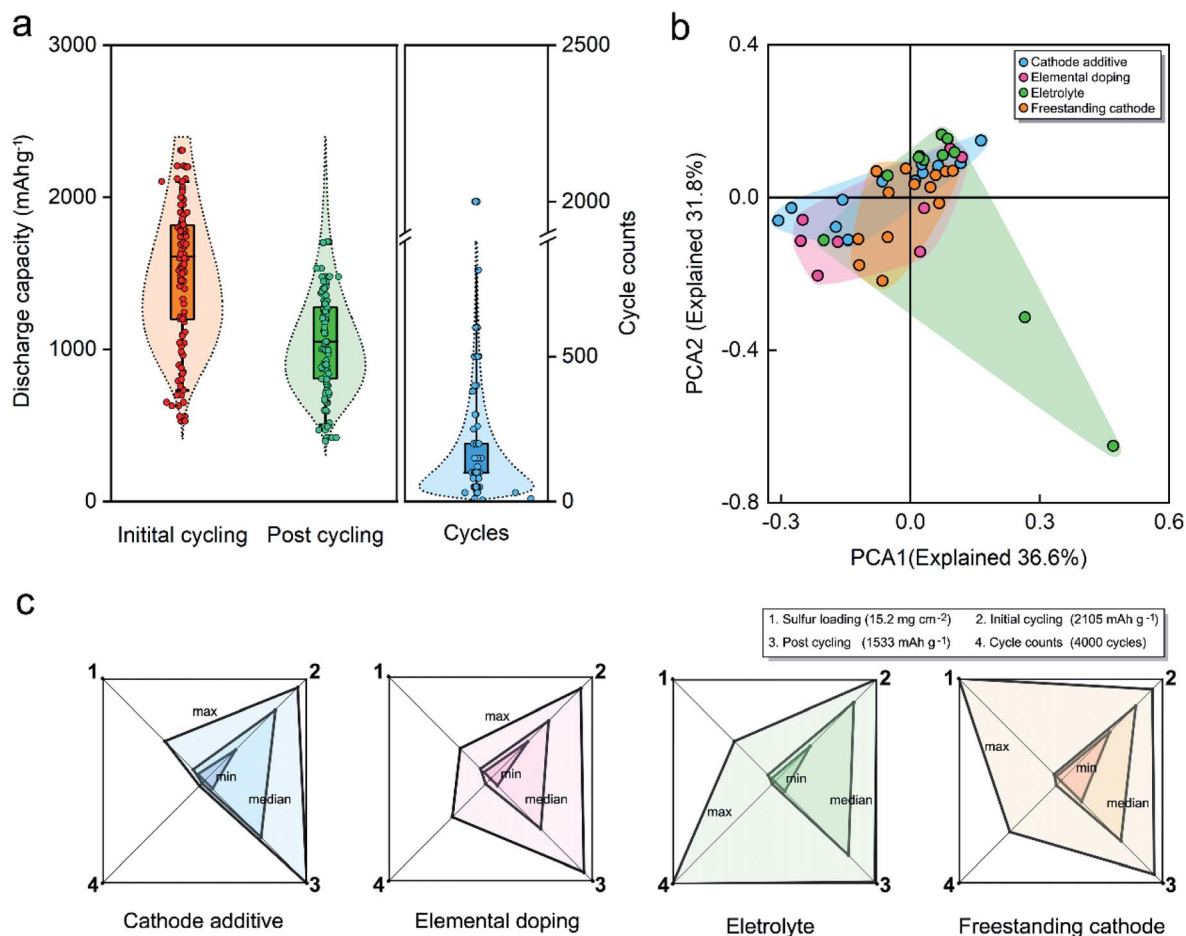 a
3000
2000
1000
0
Discharge capacity (mAhg⁻¹)
Initital cycling
Post cycling
2500
2000
500
0
Cycle counts
Cycles
b
0.4
0.0
-0.4
-0.8
PCA2 (Explained 31.8%)
Cathode additive
Elemental doping
Eletrolyte
Freestanding cathode
-0.3
0.0
0.3
0.6
PCA1(Explained 36.6%)
c
1. Sulfur loading (15.2 mg cm⁻²) 2. Initial cycling (2105 mAh g⁻¹)
3. Post cycling (1533 mAh g⁻¹) 4. Cycle counts (4000 cycles)
1
2
max
min
median
4
3
Cathode additive
1
2
max
min
median
4
3
Elemental doping
1
2
min
max
median
4
3
Eletrolyte
1
2
max
min
median
4
3
Freestanding cathode